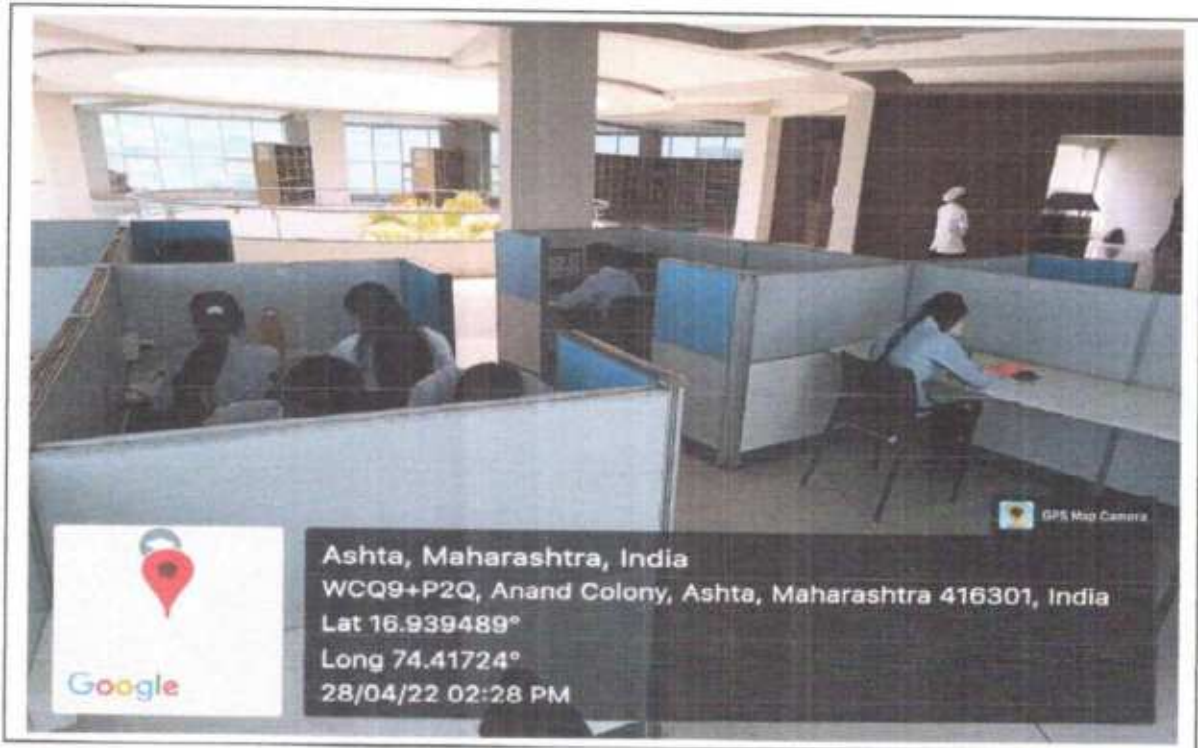 GPS Map Camera
Ashta, Maharashtra, India
WCQ9+P2Q, Anand Colony, Ashta, Maharashtra 416301, India
Lat 16.939489°
Long 74.41724°
28/04/22 02:28 PM
Google